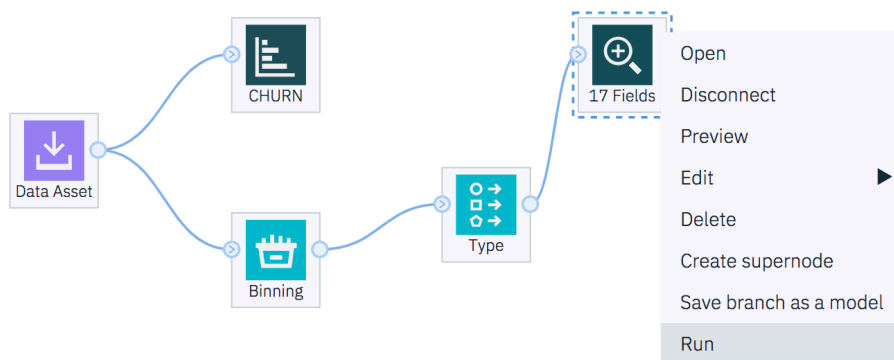 CHURN
17 Fields
Data Asset
Type
Binning
Open
Disconnect
Preview
Edit
Delete
Create supernode
Save branch as a model
Run